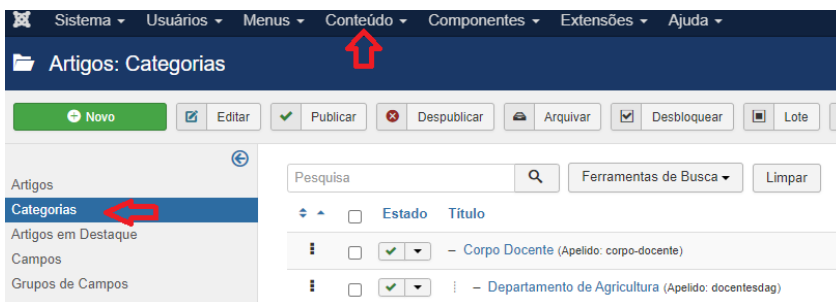 Sistema Usuários Menus Conteúdo Componentes Extensões Ajuda
Artigos: Categorias
Novo Editar Publicar Despublicar Arquivar Desbloquear Lote
Artigos
Categorias
Artigos em Destaque
Campos
Grupos de Campos
Pesquisa Ferramentas de Busca Limpar
Estado Título
– Corpo Docente (Apelido: corpo-docente)
– Departamento de Agricultura (Apelido: docentesdag)